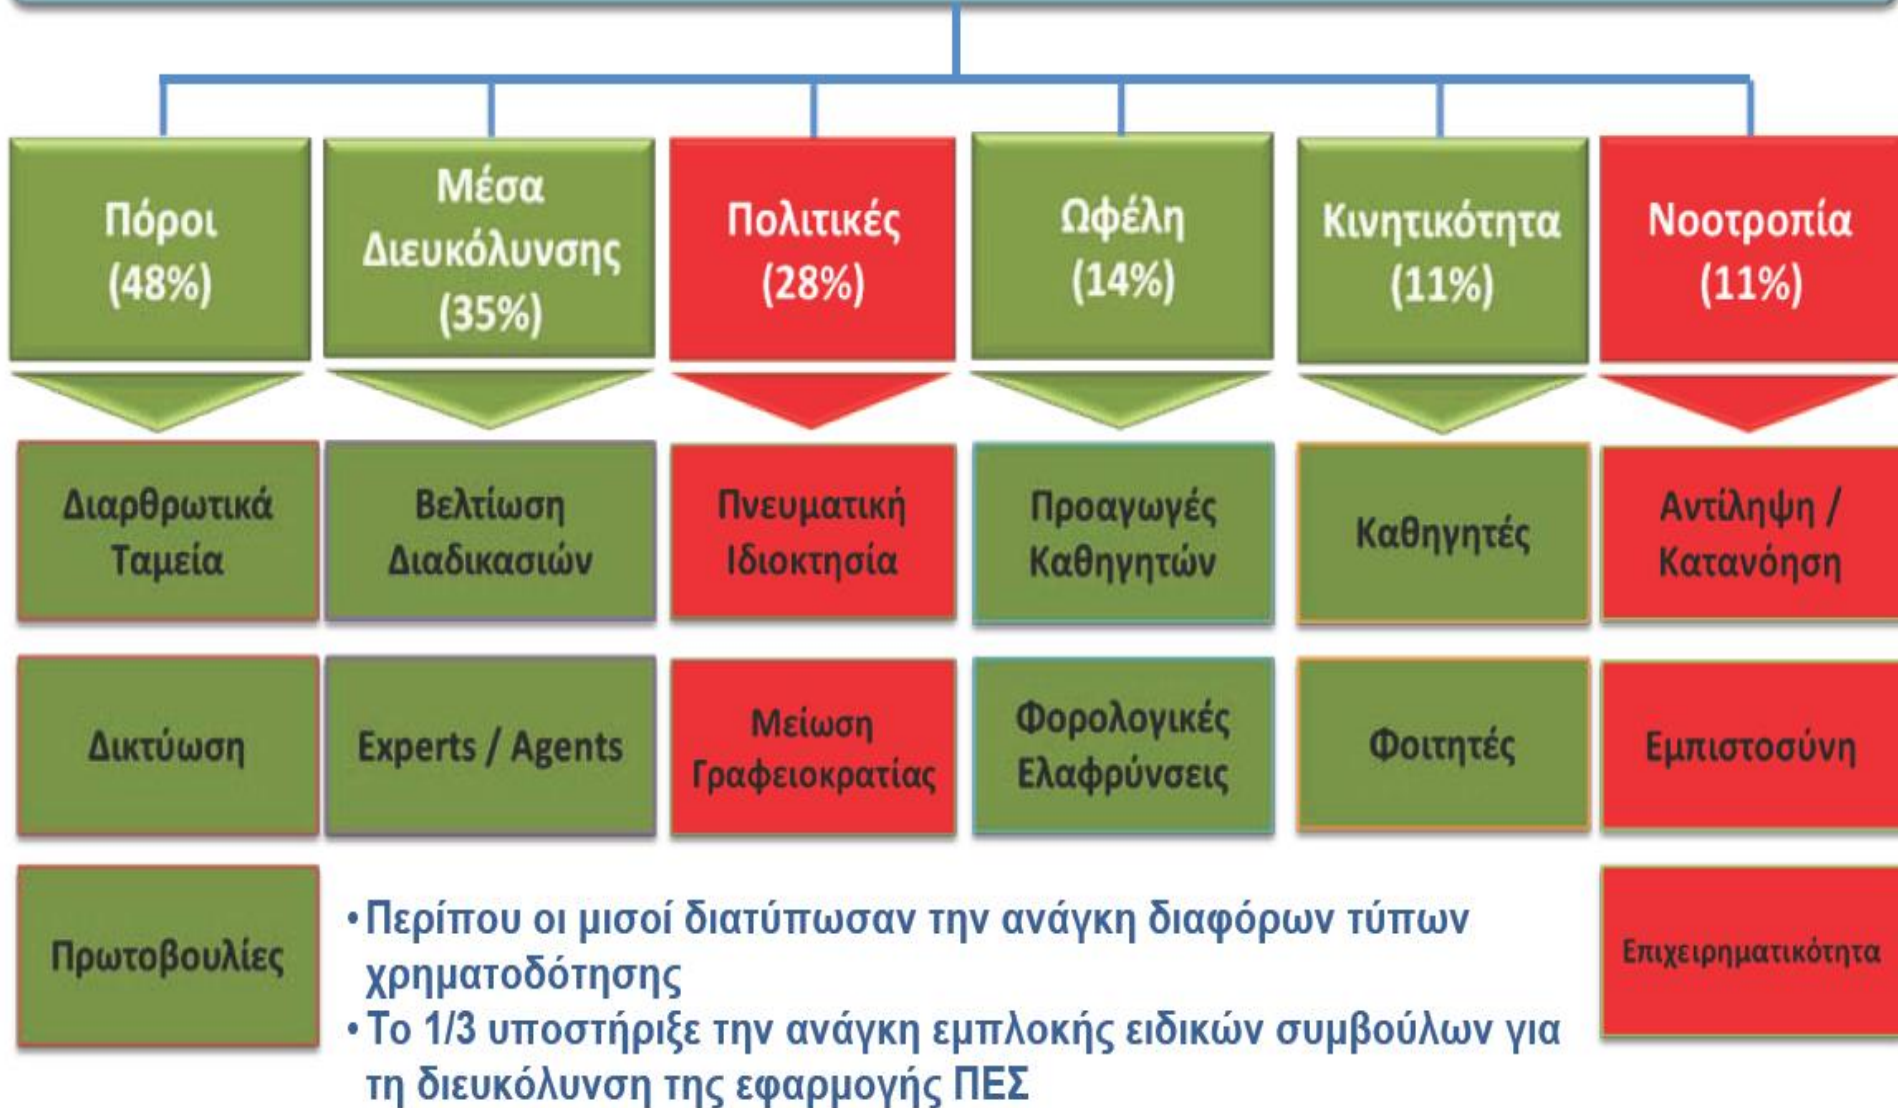 Πόροι
(48%)
Μέσα
Διευκόλυνσης
(35%)
Πολιτικές
(28%)
Ωφέλη
(14%)
Κινητικότητα
(11%)
Νοοτροπία
(11%)
Διαρθρωτικά
Ταμεία
Βελτίωση
Διαδικασιών
Πνευματική
Ιδιοκτησία
Προαγωγές
Καθηγητών
Καθηγητές
Αντίληψη /
Κατανόηση
Δικτύωση
Experts / Agents
Μείωση
Γραφειοκρατίας
Φορολογικές
Ελαφρύνσεις
Φοιτητές
Εμπιστοσύνη
Πρωτοβουλίες
Επιχειρηματικότητα
• Περίπου οι μισοί διατύπωσαν την ανάγκη διαφόρων τύπων
χρηματοδότησης
• Το 1/3 υποστήριξε την ανάγκη εμπλοκής ειδικών συμβούλων για
τη διευκόλυνση της εφαρμογής ΠΕΣ